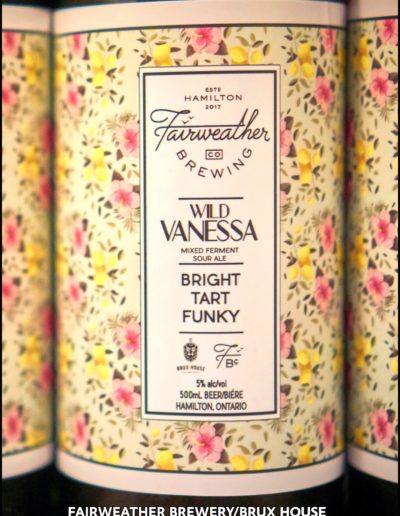 ESTD
HAMILTON
2017
Fairweather
CO
BREWING
WILD
VANESSA
MIXED FERMENT
SOUR ALE
BRIGHT
TART
FUNKY
BRUX HOUSE
FBC
5% alc/vol
500mL BEER/BIÈRE
HAMILTON, ONTARIO
FAIRWEATHER BREWERY/BRUX HOUSE